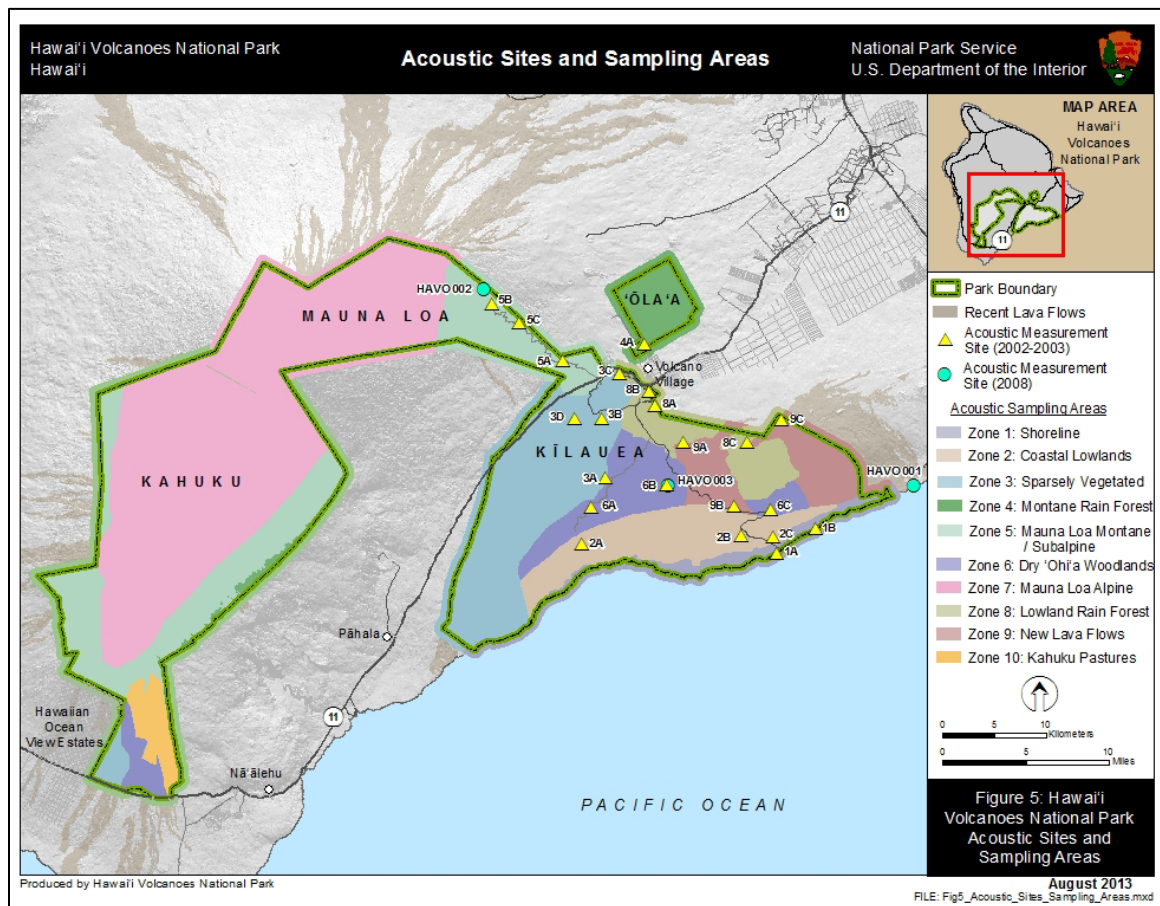 Hawai‘i Volcanoes National Park
Hawai‘i
Acoustic Sites and Sampling Areas
National Park Service
U.S. Department of the Interior
MAP AREA
Hawai‘i
Volcanoes
National Park
11
11
HAVO002
5B
5C
MAUNA LOA
‘ŌLA‘A
4A
5A
3C
Volcano
Village
8B
8A
3D
3B
9C
KĪLAUEA
9A
8C
KAHUKU
3A
6B
HAVO003
HAVO001
6A
9B
6C
2A
2B
2C
1B
1A
Pāhala
Hawaiian
Ocean
View Estates
11
Nā‘ālehu
PACIFIC OCEAN
Park Boundary
Recent Lava Flows
Acoustic Measurement
Site (2002-2003)
Acoustic Measurement
Site (2008)
Acoustic Sampling Areas
Zone 1: Shoreline
Zone 2: Coastal Lowlands
Zone 3: Sparsely Vegetated
Zone 4: Montane Rain Forest
Zone 5: Mauna Loa Montane
/ Subalpine
Zone 6: Dry ‘Ohi‘a Woodlands
Zone 7: Mauna Loa Alpine
Zone 8: Lowland Rain Forest
Zone 9: New Lava Flows
Zone 10: Kahuku Pastures
0 5 10
Kilometers
0 5 10
Miles
Figure 5: Hawai‘i
Volcanoes National Park
Acoustic Sites and
Sampling Areas
Produced by Hawai‘i Volcanoes National Park
August 2013
FILE: Fig5_Acoustic_Sites_Sampling_Areas.mxd